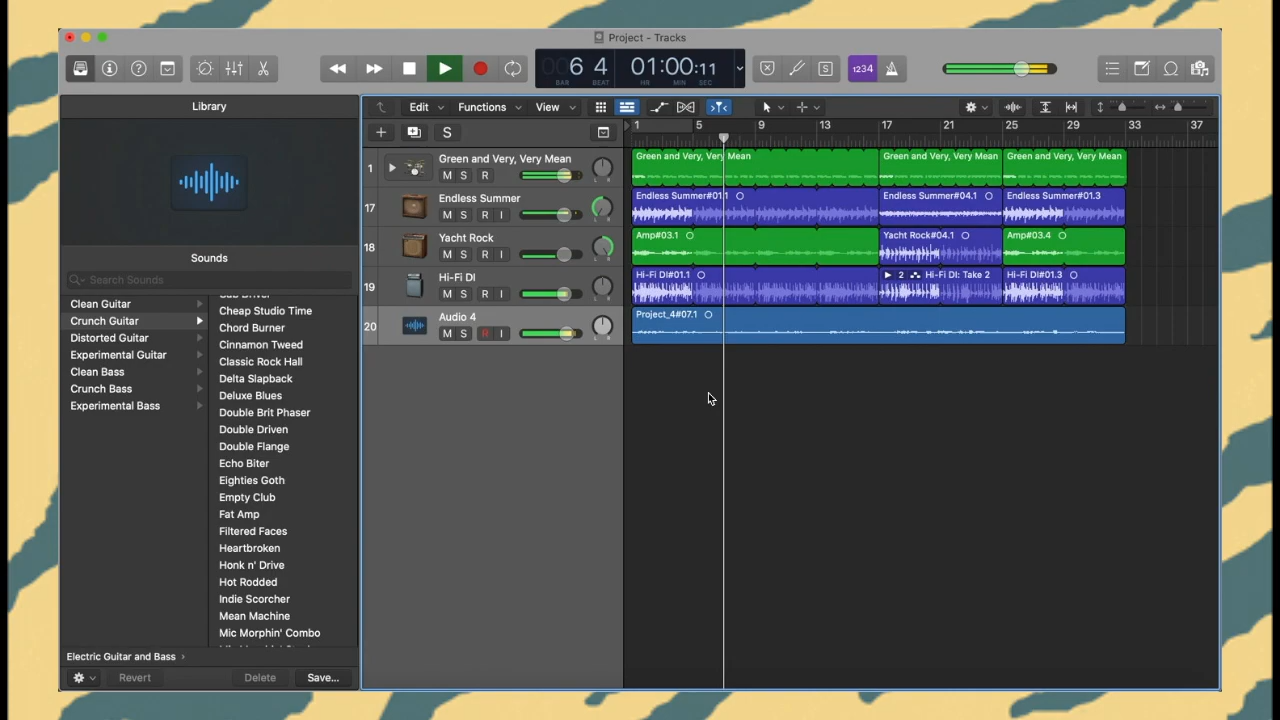 Project - Tracks
006 4
BAR BEAT
01:00:11
HR MIN SEC
S
1234
Library
Edit
Functions
View
S
1 5 9 13 17 21 25 29 33 37
Sounds
Search Sounds
Clean Guitar
Crunch Guitar
Distorted Guitar
Experimental Guitar
Clean Bass
Crunch Bass
Experimental Bass
Cheap Studio Time
Chord Burner
Cinnamon Tweed
Classic Rock Hall
Delta Slapback
Deluxe Blues
Double Brit Phaser
Double Driven
Double Flange
Echo Biter
Eighties Goth
Empty Club
Fat Amp
Filtered Faces
Heartbroken
Honk n' Drive
Hot Rodded
Indie Scorcher
Mean Machine
Mic Morphin' Combo
Electric Guitar and Bass
Revert
Delete
Save...
1
Green and Very, Very Mean
M S R
L R
Green and Very, Very Mean
Green and Very, Very Mean
Green and Very, Very Mean
17
Endless Summer
M S R I
L R
Endless Summer#01.1
Endless Summer#04.1
Endless Summer#01.3
18
Yacht Rock
M S R I
L R
Amp#03.1
Yacht Rock#04.1
Amp#03.4
19
Hi-Fi DI
M S R I
L R
Hi-Fi DI#01.1
2 Hi-Fi DI: Take 2
Hi-Fi DI#01.3
20
Audio 4
M S R I
L R
Project_4#07.1